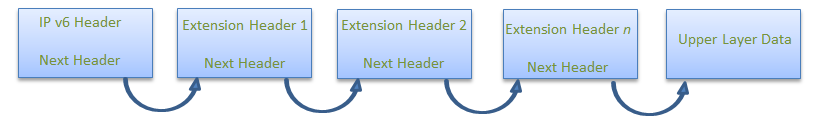 IP v6 Header
Next Header
Extension Header 1
Next Header
Extension Header 2
Next Header
Extension Header n
Next Header
Upper Layer Data